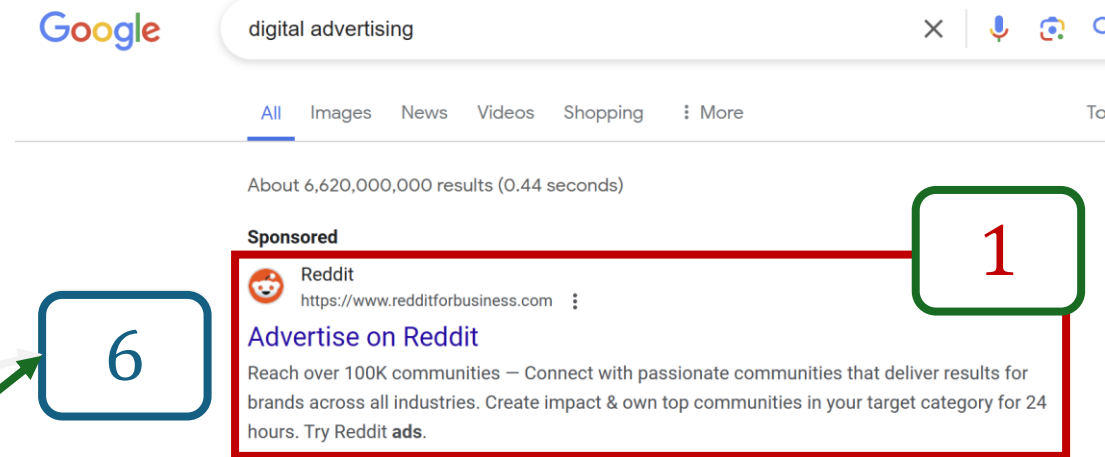 Google
digital advertising
All Images News Videos Shopping More To
About 6,620,000,000 results (0.44 seconds)
Sponsored
1
Reddit
https://www.redditforbusiness.com
Advertise on Reddit
6
Reach over 100K communities — Connect with passionate communities that deliver results for
brands across all industries. Create impact & own top communities in your target category for 24
hours. Try Reddit ads.